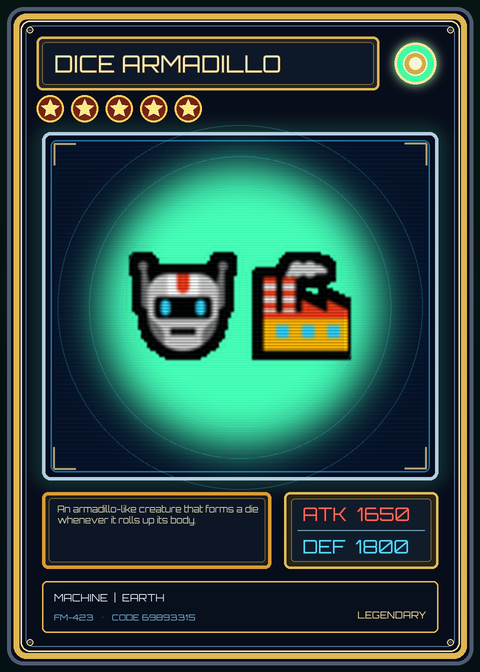 DICE ARMADILLO
An armadillo-like creature that forms a die
whenever it rolls up its body.
ATK 1650
DEF 1800
MACHINE | EARTH
FM-423 · CODE 69893315
LEGENDARY